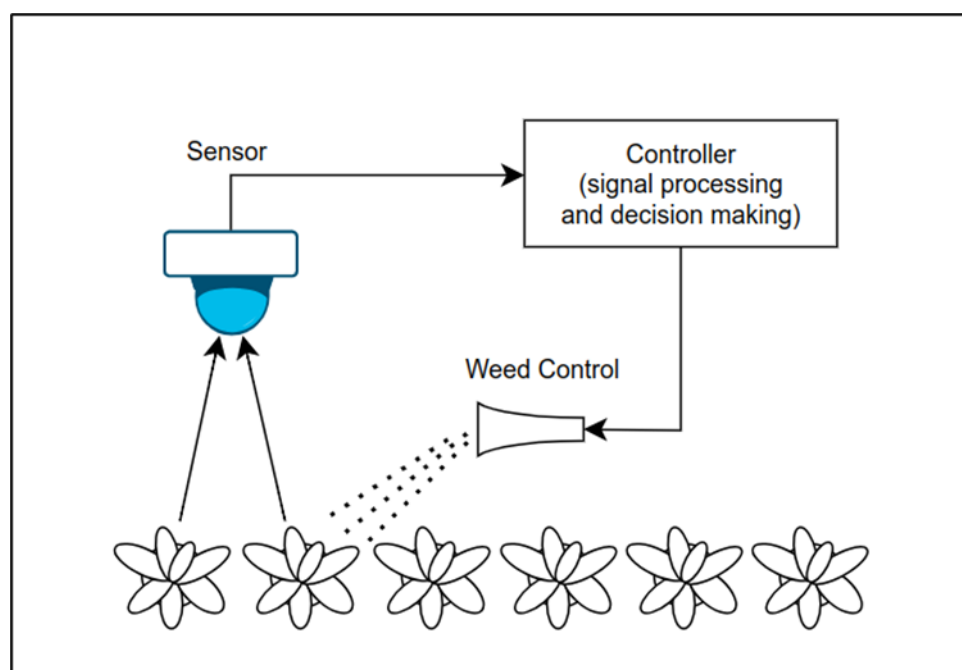 Sensor
Controller
(signal processing
and decision making)
Weed Control